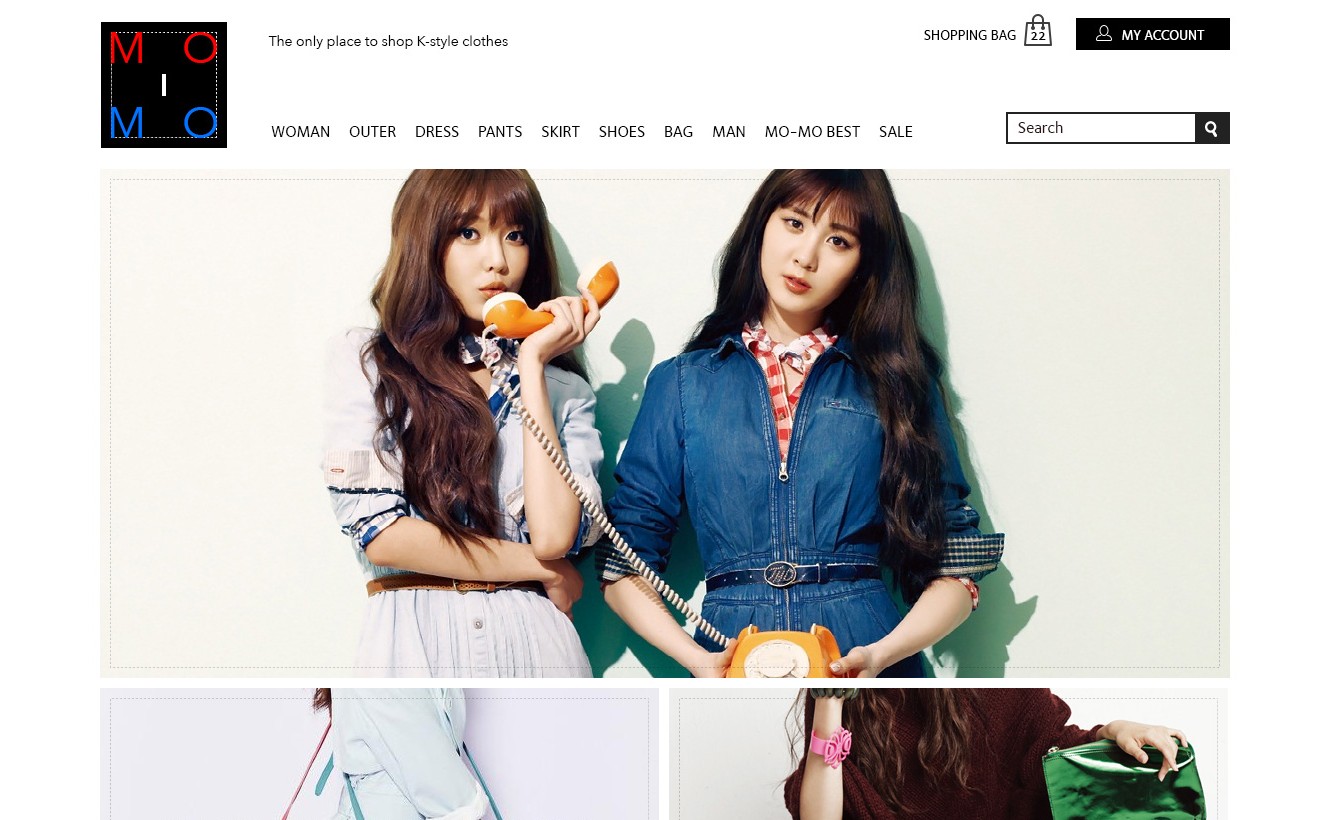 M O
I
M O
The only place to shop K-style clothes
SHOPPING BAG
22
MY ACCOUNT
WOMAN OUTER DRESS PANTS SKIRT SHOES BAG MAN MO-MO BEST SALE
Search